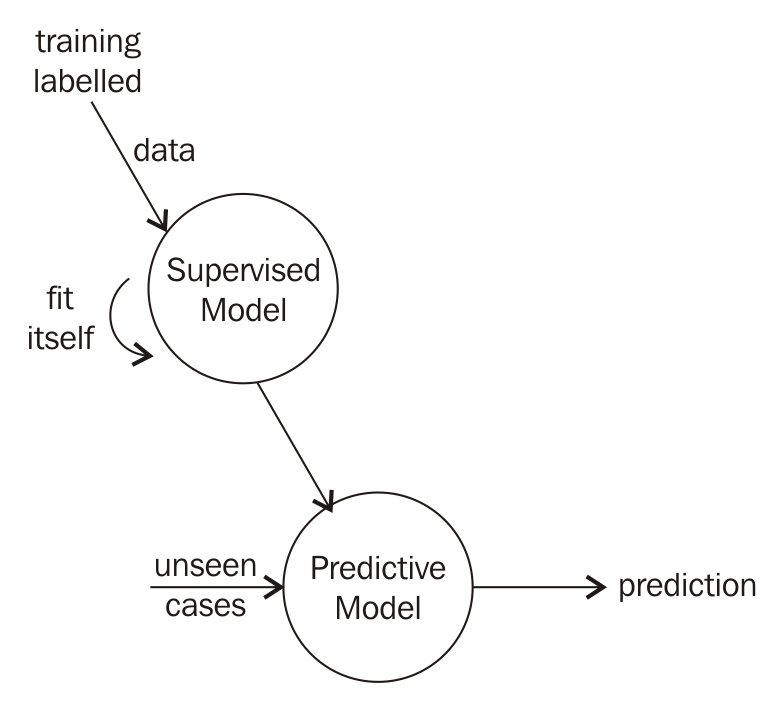 training
labelled
data
Supervised
Model
fit
itself
unseen
cases
Predictive
Model
prediction